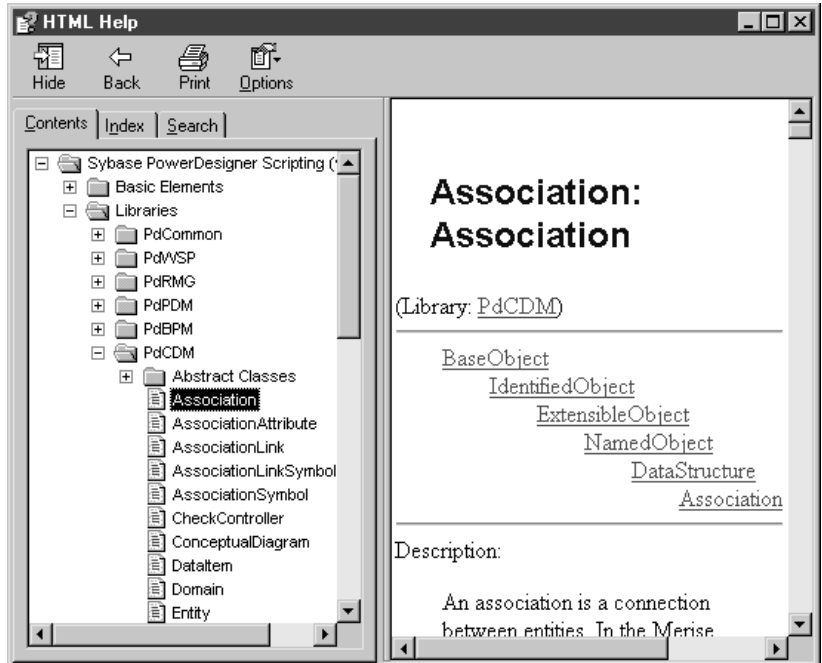 HTML Help
Hide Back Print Options
Contents Index Search
Sybase PowerDesigner Scripting (
Basic Elements
Libraries
PdCommon
PdWSP
PdRMG
PdPDM
PdBPM
PdCDM
Abstract Classes
Association
AssociationAttribute
AssociationLink
AssociationLinkSymbol
AssociationSymbol
CheckController
ConceptualDiagram
DataItem
Domain
Entity
Association:
Association
(Library: PdCDM)
BaseObject
IdentifiedObject
ExtensibleObject
NamedObject
DataStructure
Association
Description:
An association is a connection
between entities. In the Merise